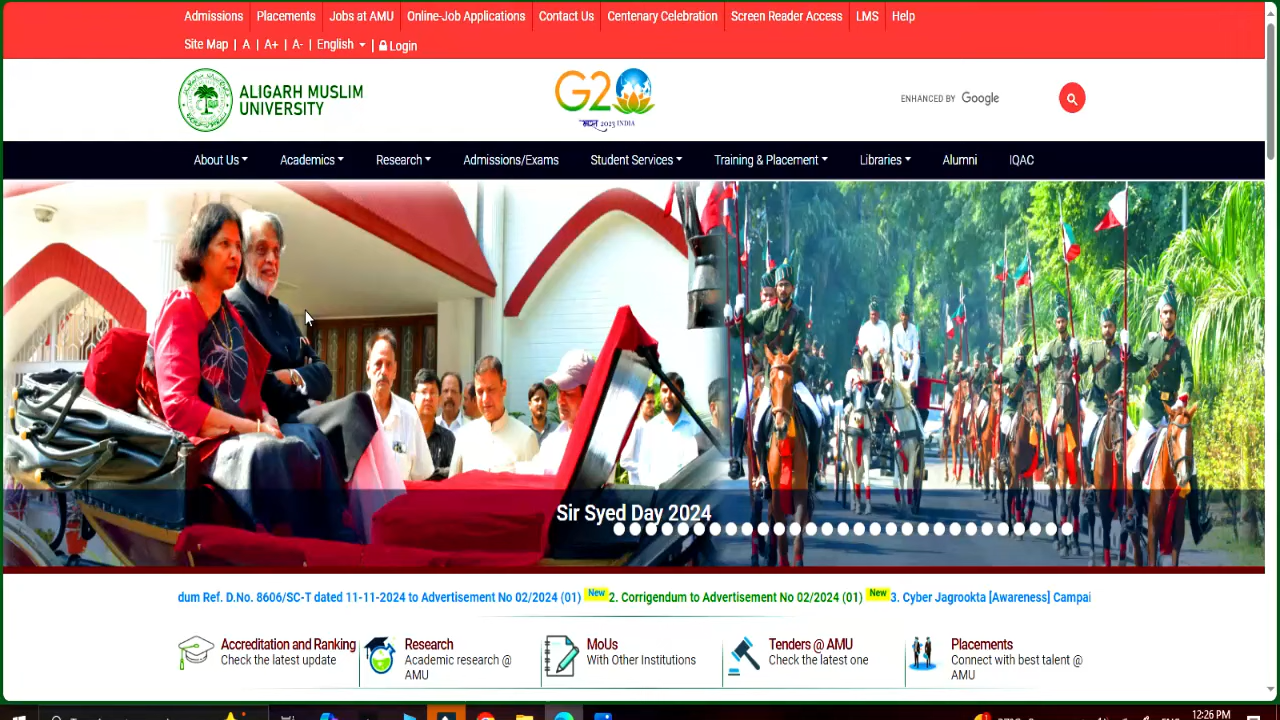 Admissions Placements Jobs at AMU Online-Job Applications Contact Us Centenary Celebration Screen Reader Access LMS Help
Site Map | A | A+ | A- | English | Login
ALIGARH MUSLIM
UNIVERSITY
G20
भारत 2023 INDIA
ENHANCED BY Google
About Us Academics Research Admissions/Exams Student Services Training & Placement Libraries Alumni IQAC
Sir Syed Day 2024
dum Ref. D.No. 8606/SC-T dated 11-11-2024 to Advertisement No 02/2024 (01) New 2. Corrigendum to Advertisement No 02/2024 (01) New 3. Cyber Jagrookta [Awareness] Campai
Accreditation and Ranking
Check the latest update
Research
Academic research @
AMU
MoUs
With Other Institutions
Tenders @ AMU
Check the latest one
Placements
Connect with best talent @
AMU
12:26 PM